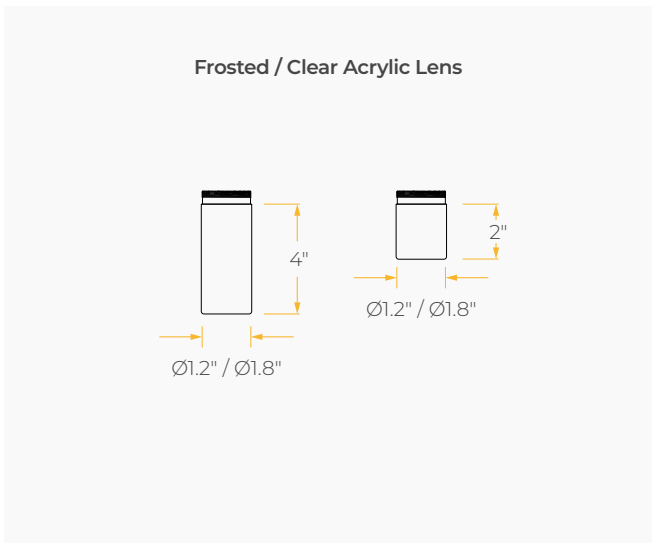 Frosted / Clear Acrylic Lens
4"
2"
Ø1.2" / Ø1.8"
Ø1.2" / Ø1.8"